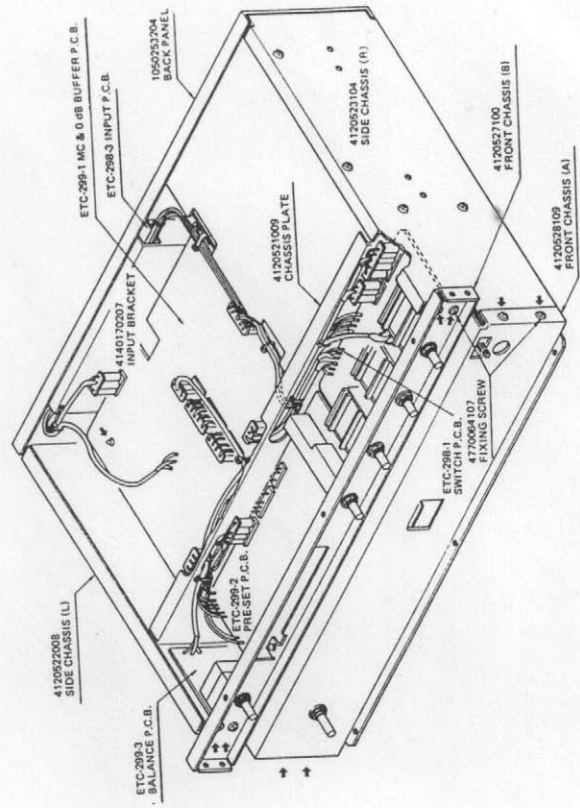 4120522008
SIDE CHASSIS (L)
4140170207
INPUT BRACKET
ETC-299-1 MC & 0 dB BUFFER P.C.B.
ETC-298-3 INPUT P.C.B.
1050253204
BACK PANEL
ETC-299-3
BALANCE P.C.B.
ETC-299-2
PRE-SET P.C.B.
4120521009
CHASSIS PLATE
4120523104
SIDE CHASSIS (R)
ETC-298-1
SWITCH P.C.B.
4770064107
FIXING SCREW
4120527100
FRONT CHASSIS (B)
4120528109
FRONT CHASSIS (A)